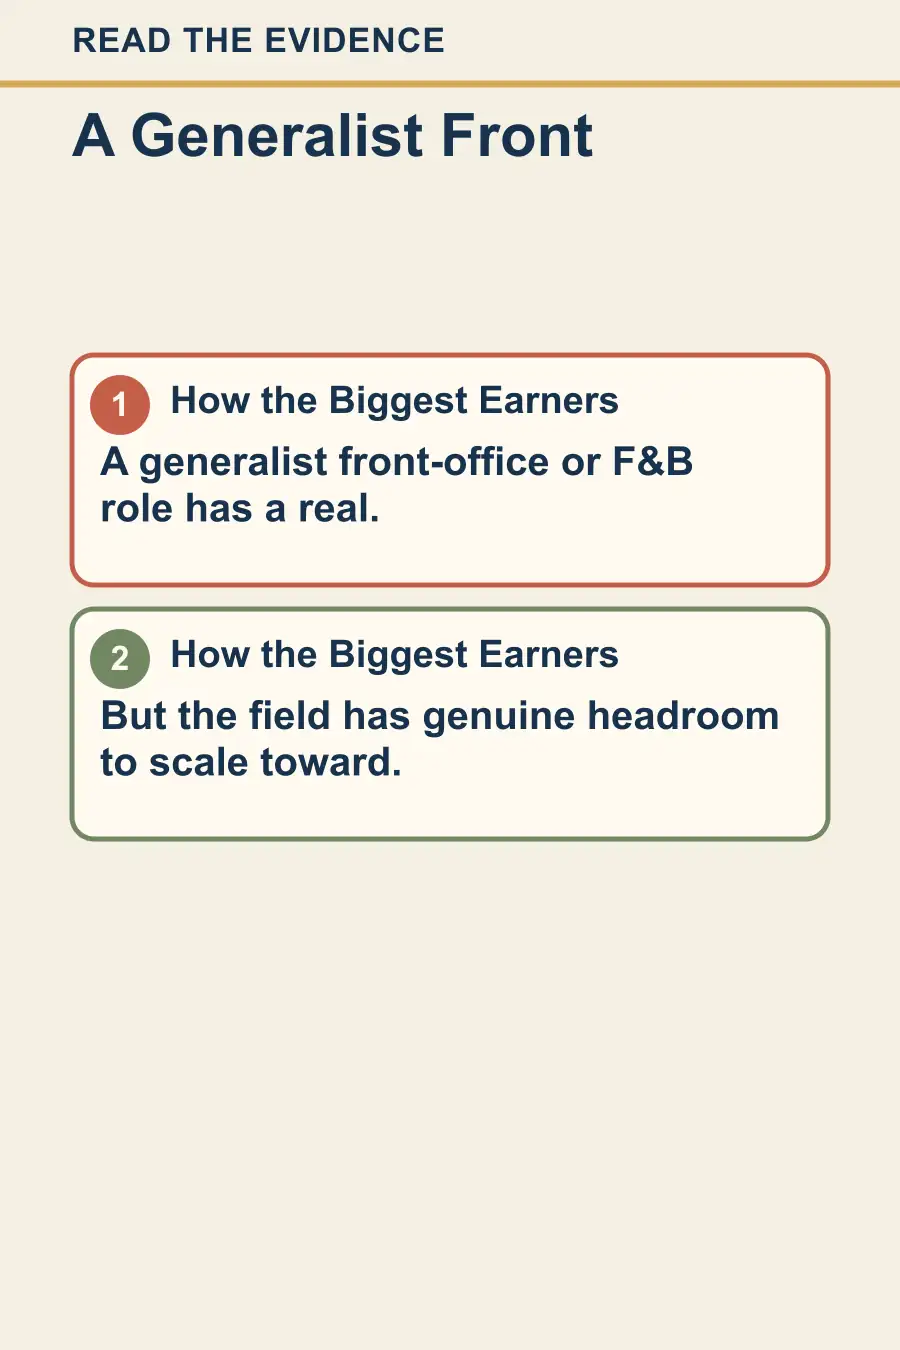 READ THE EVIDENCE
A Generalist Front
1 How the Biggest Earners
A generalist front-office or F&B
role has a real.
2 How the Biggest Earners
But the field has genuine headroom
to scale toward.